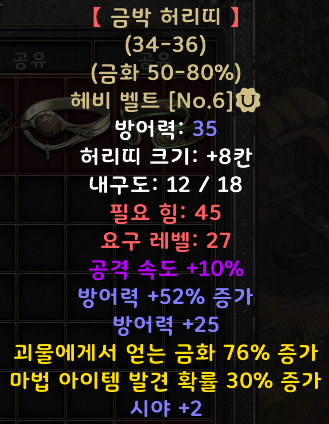 【 금박 허리띠 】
(34-36)
(금화 50-80%)
헤비 벨트 [No.6]
공유
공유
방어력: 35
허리띠 크기: +8칸
내구도: 12 / 18
필요 힘: 45
요구 레벨: 27
공격 속도 +10%
방어력 +52% 증가
방어력 +25
괴물에게서 얻는 금화 76% 증가
마법 아이템 발견 확률 30% 증가
시야 +2